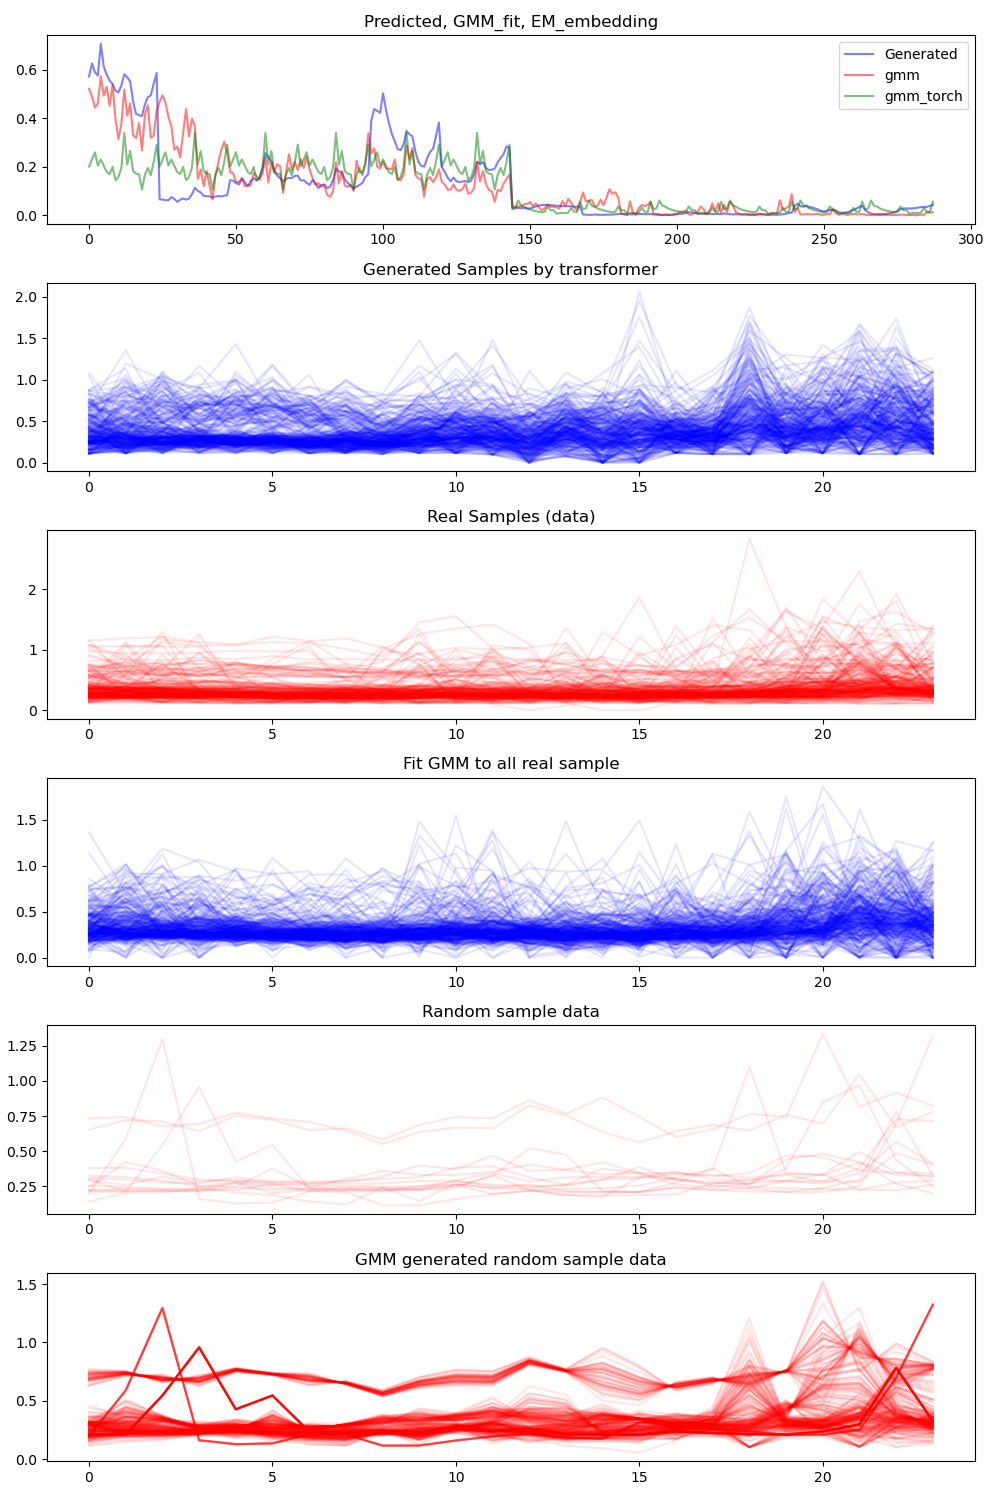 Predicted, GMM_fit, EM_embedding
Generated
gmm
gmm_torch
0.6
0.4
0.2
0.0
0 50 100 150 200 250 300
Generated Samples by transformer
2.0
1.5
1.0
0.5
0.0
0 5 10 15 20
Real Samples (data)
2
1
0
0 5 10 15 20
Fit GMM to all real sample
1.5
1.0
0.5
0.0
0 5 10 15 20
Random sample data
1.25
1.00
0.75
0.50
0.25
0 5 10 15 20
GMM generated random sample data
1.5
1.0
0.5
0.0
0 5 10 15 20